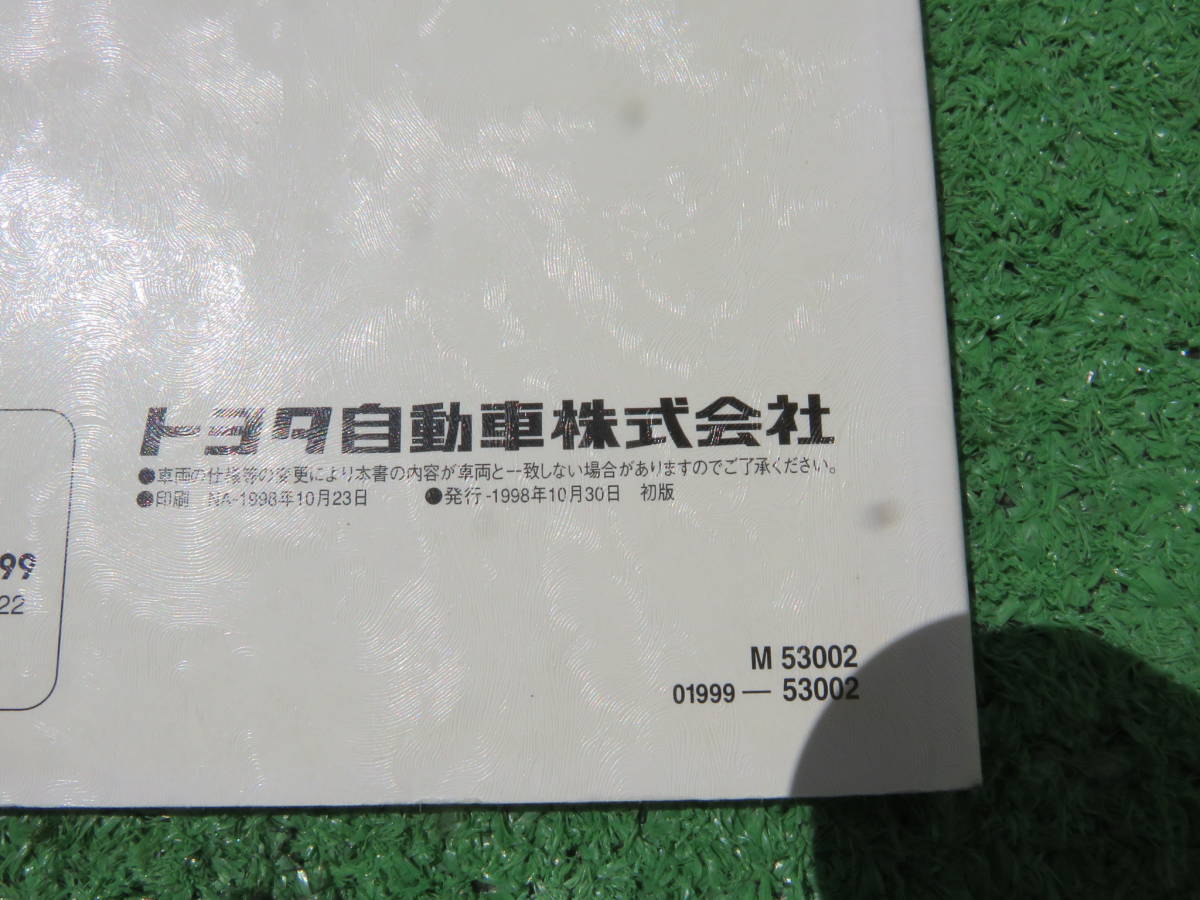 トヨタ自動車株式会社
●車両の仕様等の変更により本書の内容が車両と一致しない場合がありますのでご了承ください。
●印刷 NA-1998年10月23日 ●発行-1998年10月30日 初版
99
22
M 53002
01999—53002